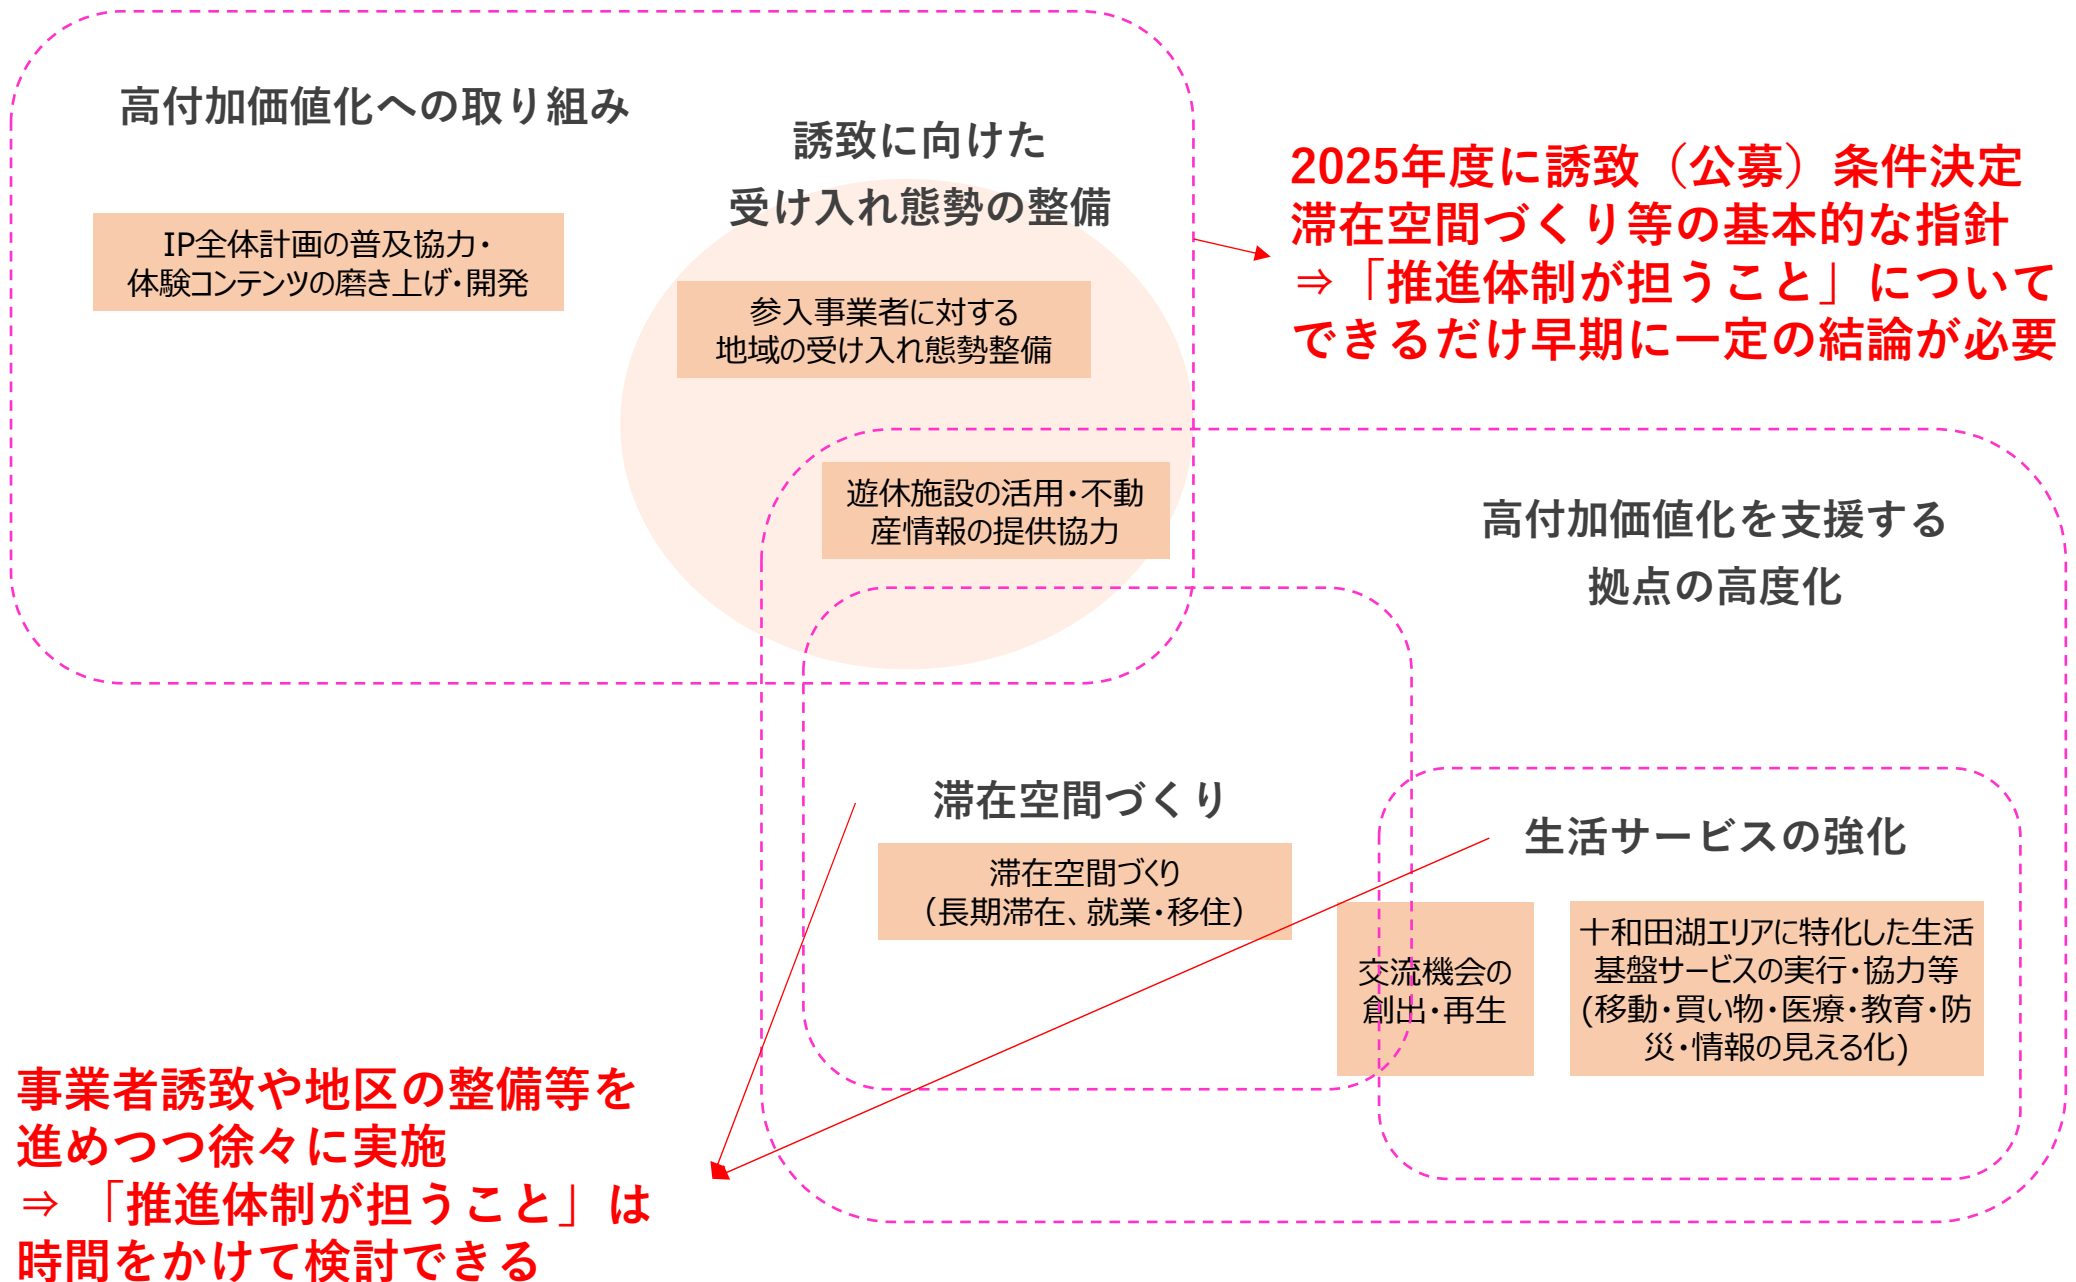 高付加価値化への取り組み
IP全体計画の普及協力・
体験コンテンツの磨き上げ・開発
誘致に向けた
受け入れ態勢の整備
参入事業者に対する
地域の受け入れ態勢整備
遊休施設の活用・不動
産情報の提供協力
2025年度に誘致（公募）条件決定
滞在空間づくり等の基本的な指針
⇒「推進体制が担うこと」について
できるだけ早期に一定の結論が必要
高付加価値化を支援する
拠点の高度化
滞在空間づくり
滞在空間づくり
（長期滞在、就業・移住）
生活サービスの強化
交流機会の
創出・再生
十和田湖エリアに特化した生活
基盤サービスの実行・協力等
(移動・買い物・医療・教育・防
災・情報の見える化)
事業者誘致や地区の整備等を
進めつつ徐々に実施
⇒ 「推進体制が担うこと」は
時間をかけて検討できる